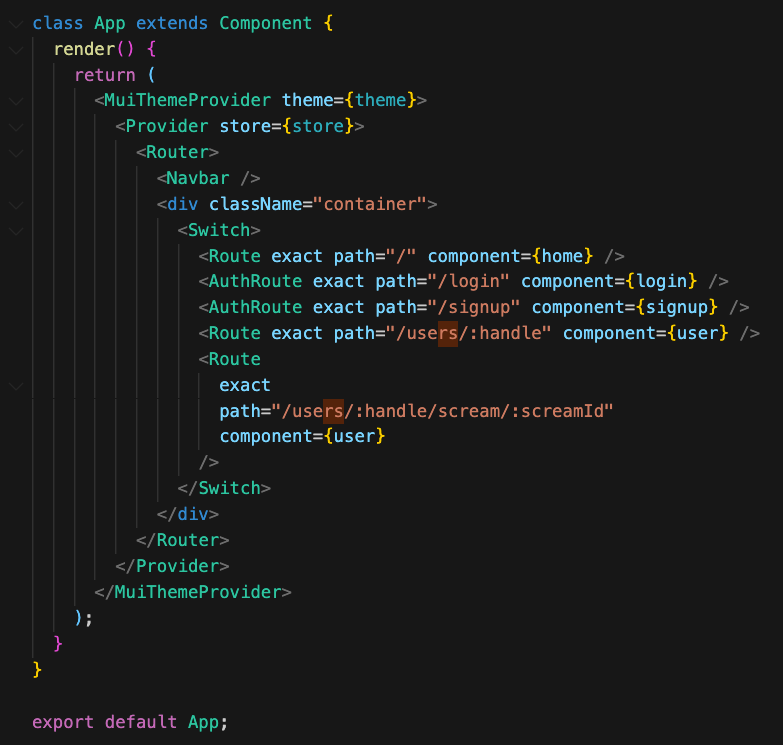 class App extends Component {
  render() {
    return (
      <MuiThemeProvider theme={theme}>
        <Provider store={store}>
          <Router>
            <Navbar />
            <div className="container">
              <Switch>
                <Route exact path="/" component={home} />
                <AuthRoute exact path="/login" component={login} />
                <AuthRoute exact path="/signup" component={signup} />
                <Route exact path="/users/:handle" component={user} />
                <Route
                  exact
                  path="/users/:handle/scream/:screamId"
                  component={user}
                />
              </Switch>
            </div>
          </Router>
        </Provider>
      </MuiThemeProvider>
    );
  }
}

export default App;